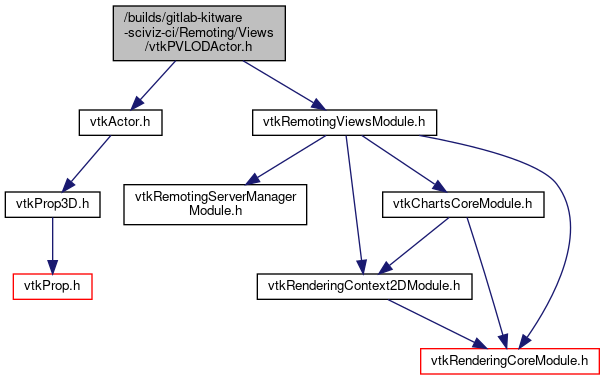 /builds/gitlab-kitware
-sciviz-ci/Remoting/Views
/vtkPVLODActor.h
vtkActor.h
vtkRemotingViewsModule.h
vtkProp3D.h
vtkRemotingServerManager
Module.h
vtkChartsCoreModule.h
vtkProp.h
vtkRenderingContext2DModule.h
vtkRenderingCoreModule.h